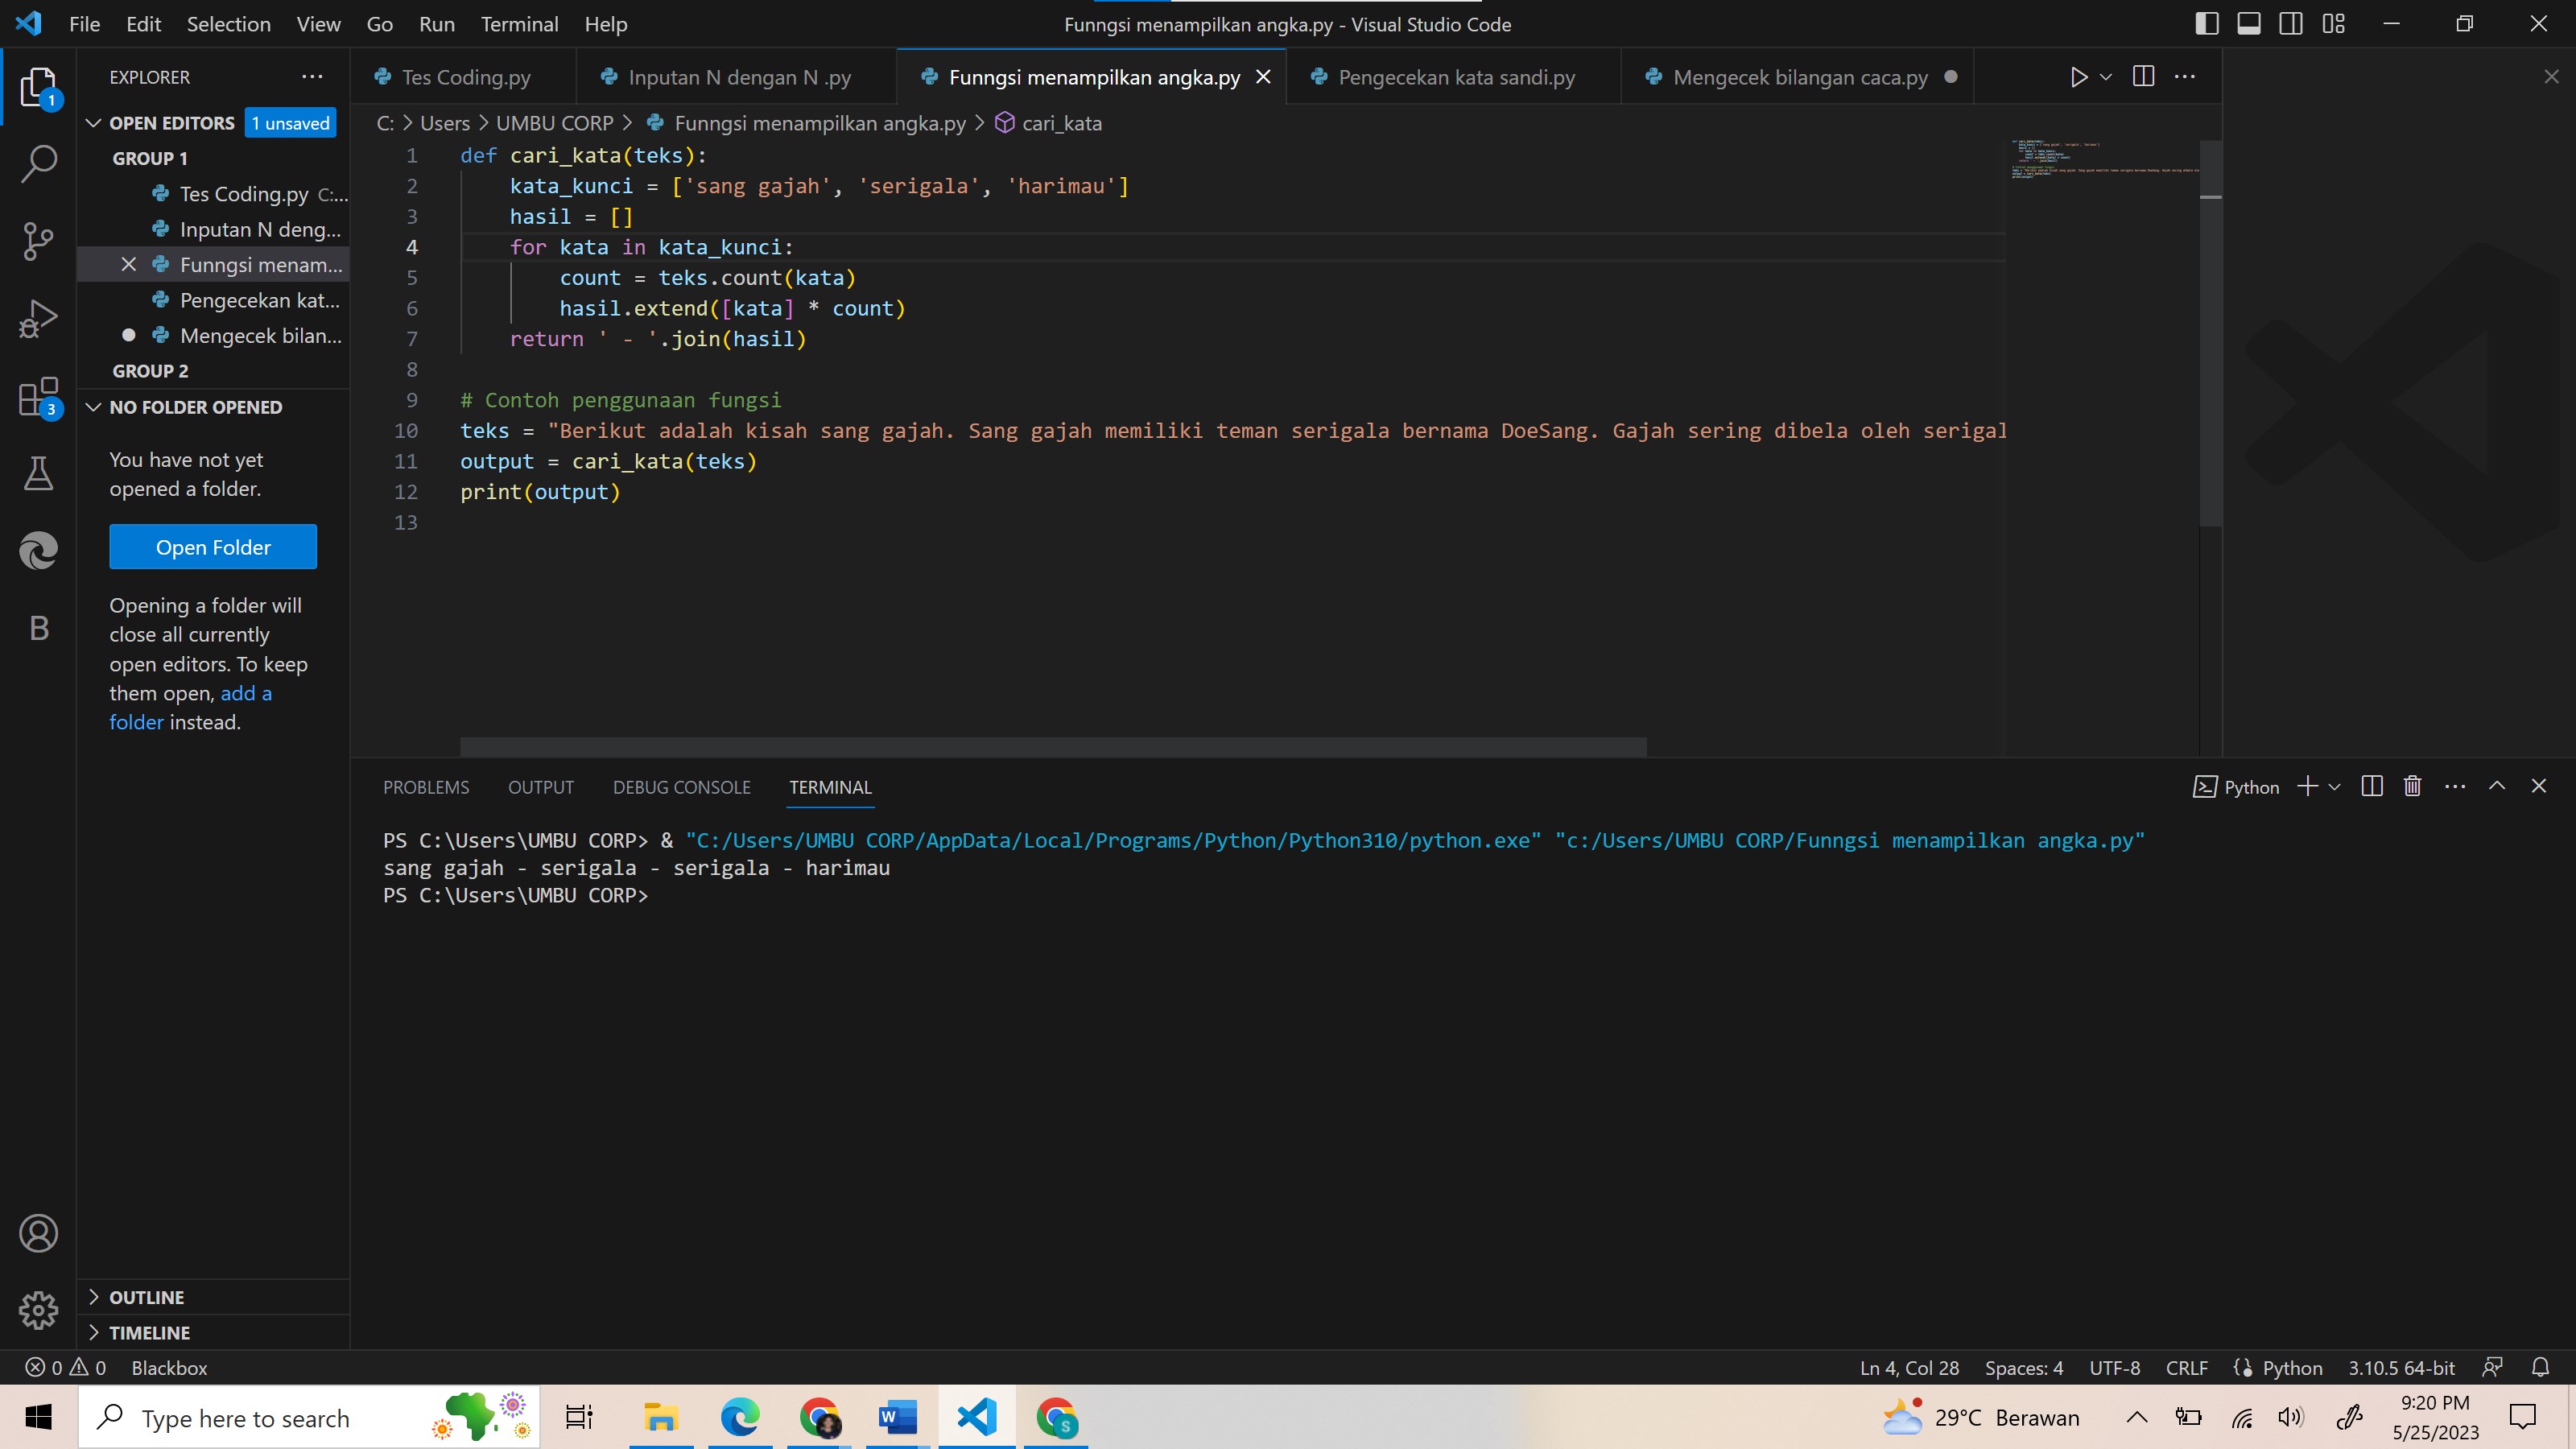 File Edit Selection View Go Run Terminal Help
Funngsi menampilkan angka.py - Visual Studio Code
EXPLORER
Tes Coding.py
Inputan N dengan N .py
Funngsi menampilkan angka.py
Pengecekan kata sandi.py
Mengecek bilangan caca.py
1
OPEN EDITORS 1 unsaved
GROUP 1
Tes Coding.py C:...
Inputan N deng...
Funngsi menam...
Pengecekan kat...
Mengecek bilan...
GROUP 2
3
NO FOLDER OPENED
You have not yet
opened a folder.
Open Folder
Opening a folder will
close all currently
open editors. To keep
them open, add a
folder instead.
B
OUTLINE
TIMELINE
C: > Users > UMBU CORP > Funngsi menampilkan angka.py > cari_kata
1 def cari_kata(teks):
2     kata_kunci = ['sang gajah', 'serigala', 'harimau']
3     hasil = []
4     for kata in kata_kunci:
5         count = teks.count(kata)
6         hasil.extend([kata] * count)
7     return ' - '.join(hasil)
8
9 # Contoh penggunaan fungsi
10 teks = "Berikut adalah kisah sang gajah. Sang gajah memiliki teman serigala bernama DoeSang. Gajah sering dibela oleh serigal
11 output = cari_kata(teks)
12 print(output)
13
PROBLEMS OUTPUT DEBUG CONSOLE TERMINAL
Python
PS C:\Users\UMBU CORP> & "C:/Users/UMBU CORP/AppData/Local/Programs/Python/Python310/python.exe" "c:/Users/UMBU CORP/Funngsi menampilkan angka.py"
sang gajah - serigala - serigala - harimau
PS C:\Users\UMBU CORP>
0 0 Blackbox
Ln 4, Col 28 Spaces: 4 UTF-8 CRLF Python 3.10.5 64-bit
Type here to search
W
S
29°C Berawan
9:20 PM
5/25/2023